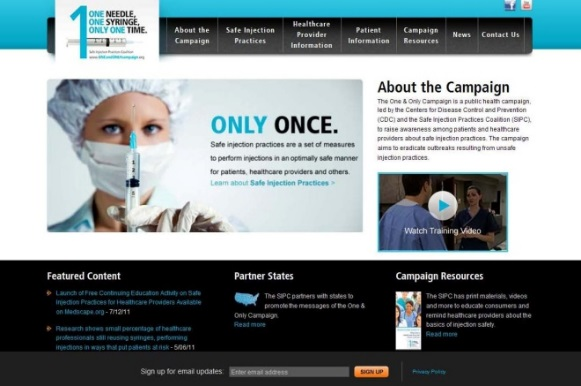 ONE NEEDLE,
ONE SYRINGE,
ONLY ONE TIME.
Safe Injection Practices Coalition
www.ONEandONLYcampaign.org
About the
Campaign
Safe Injection
Practices
Healthcare
Provider
Information
Patient
Information
Campaign
Resources
News
Contact Us
ONLY ONCE.
Safe injection practices are a set of measures
to perform injections in an optimally safe manner
for patients, healthcare providers and others.
Learn about Safe Injection Practices >
About the Campaign
The One & Only Campaign is a public health campaign,
led by the Centers for Disease Control and Prevention
(CDC) and the Safe Injection Practices Coalition (SIPC),
to raise awareness among patients and healthcare
providers about safe injection practices. The campaign
aims to eradicate outbreaks resulting from unsafe
injection practices.
Watch Training Video
Featured Content
Launch of Free Continuing Education Activity on Safe
Injection Practices for Healthcare Providers Available
on Medscape.org - 7/12/11
Research shows small percentage of healthcare
professionals still reusing syringes, performing
injections in ways that put patients at risk - 5/06/11
Partner States
The SIPC partners with states to
promote the messages of the One &
Only Campaign.
Read more
Campaign Resources
The SIPC has print materials, videos
and more to educate consumers and
remind healthcare providers about the
basics of injection safety.
Read more
Sign up for email updates:
Enter email address
SIGN UP
Privacy Policy